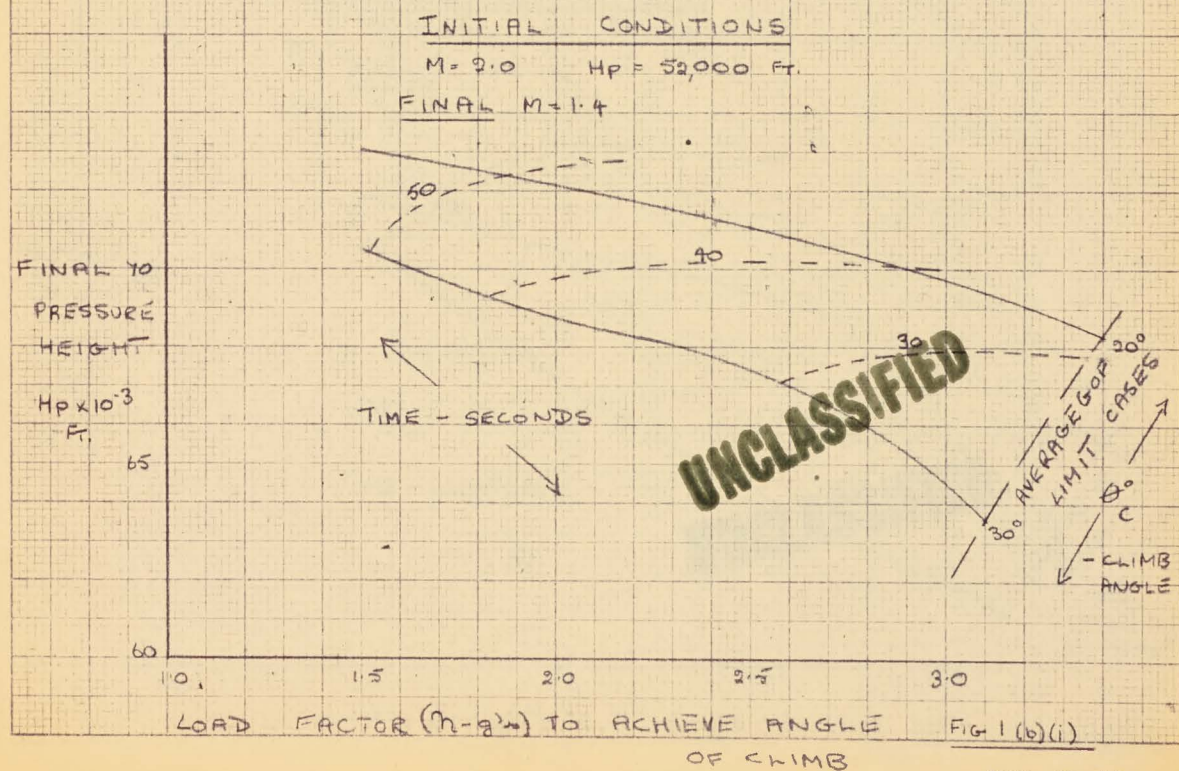 INITIAL CONDITIONS
M = 2.0 Hp = 52,000 FT.
FINAL M = 1.4
50
40
30
FINAL 70
PRESSURE
HEIGHT
Hp x 10-3
FT.
65
60
TIME - SECONDS
UNCLASSIFIED
20°
30°
AVERAGE G OR
LIMIT CASES
C
- CLIMB
ANGLE
1.0 1.5 2.0 2.5 3.0
LOAD FACTOR (n-g's) TO ACHIEVE ANGLE
OF CLIMB
FIG 1 (b)(i)